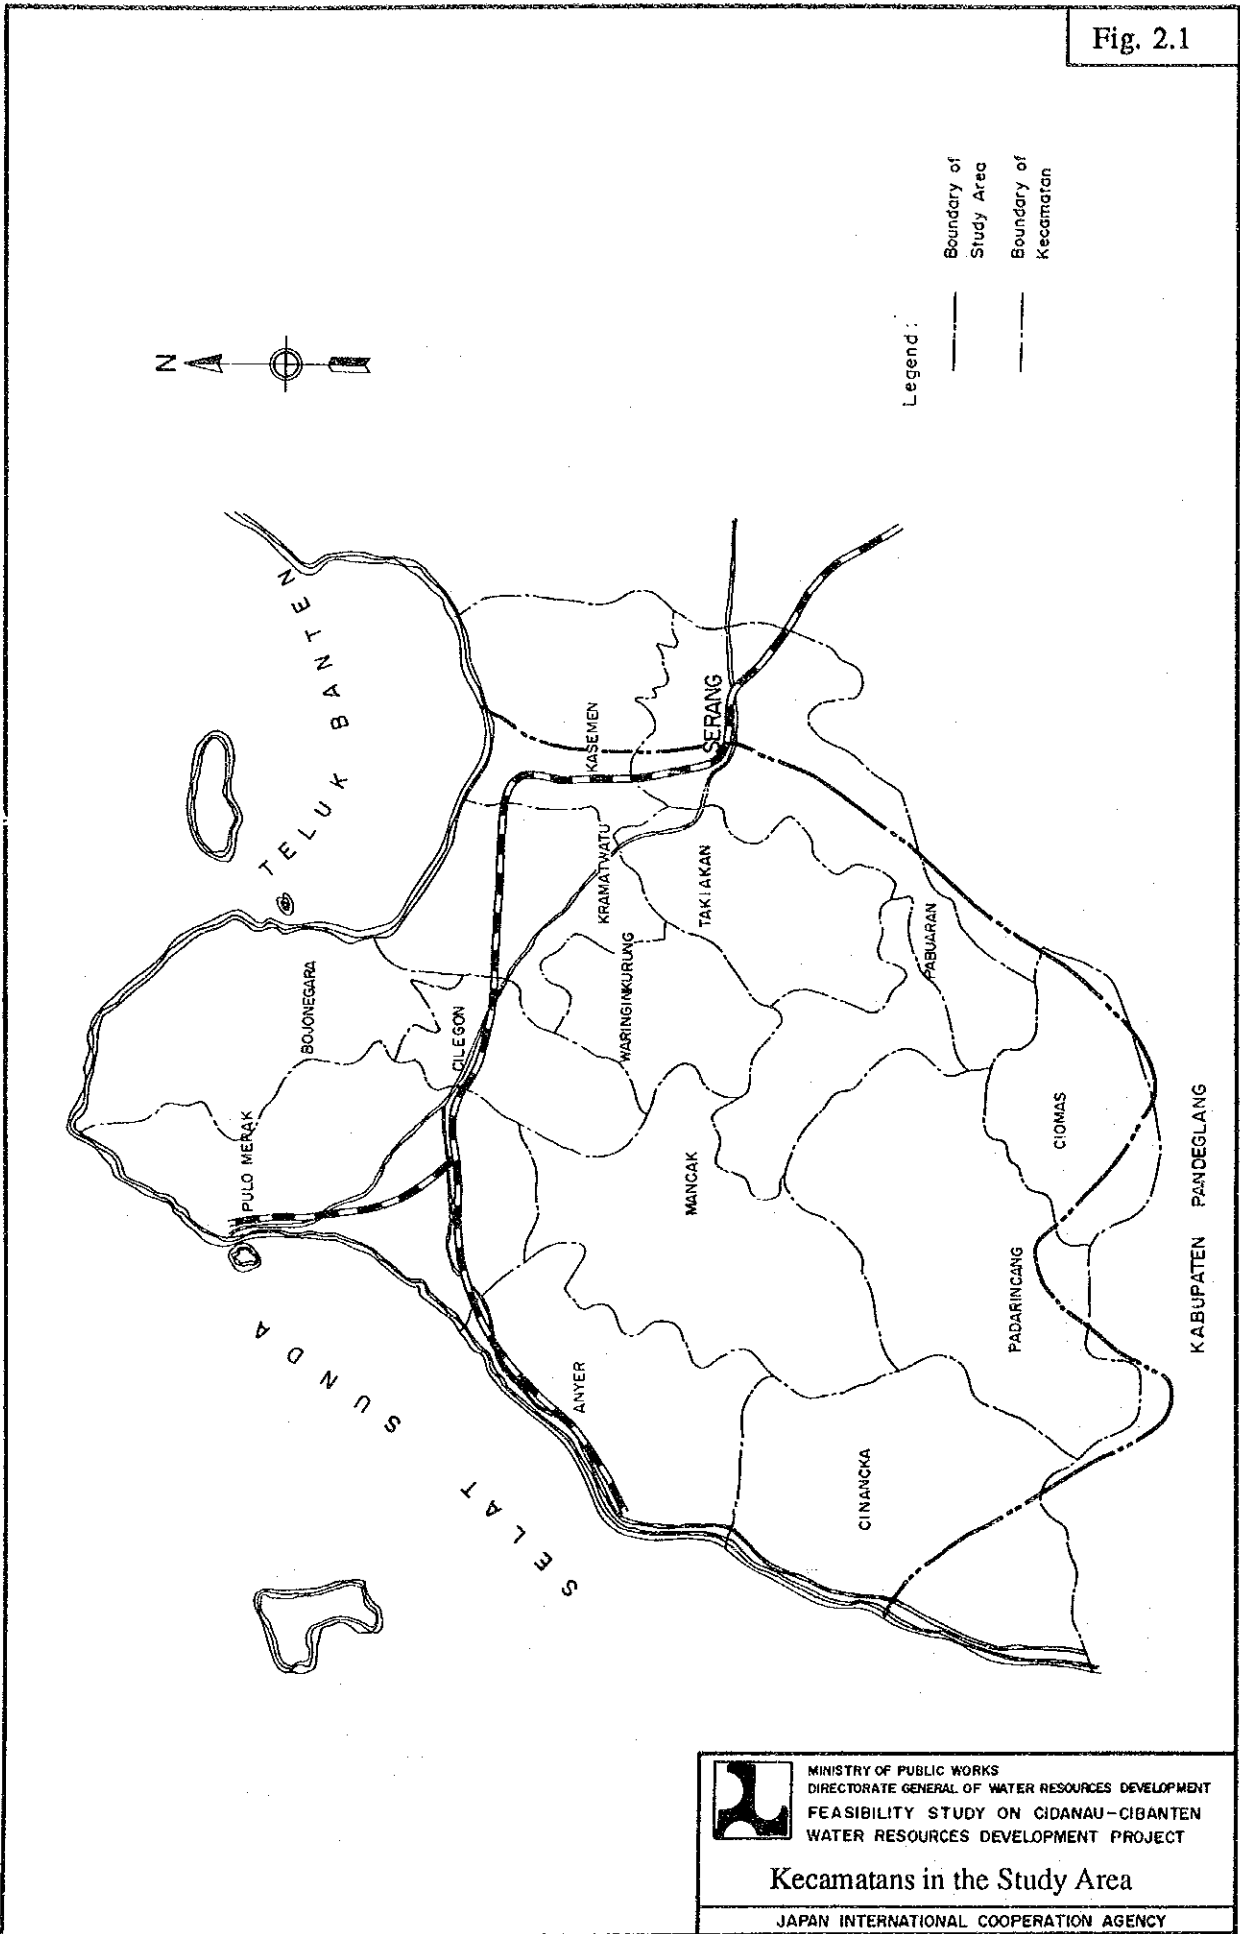 Fig. 2.1
N
TELUK BANTEN
SELAT SUNDA
PULO MERAK
BOJONEGARA
CILEGON
KASEMEN
KRAMATWATU
SERANG
WARINGINKURUNG
TAKTAKAN
ANYER
MANCAK
PABUARAN
CINANCKA
PADARINCANG
CIOMAS
KABUPATEN PANDEGLANG
Legend :
Boundary of
Study Area
Boundary of
Kecamatan
MINISTRY OF PUBLIC WORKS
DIRECTORATE GENERAL OF WATER RESOURCES DEVELOPMENT
FEASIBILITY STUDY ON CIDANAU-CIBANTEN
WATER RESOURCES DEVELOPMENT PROJECT
Kecamatans in the Study Area
JAPAN INTERNATIONAL COOPERATION AGENCY